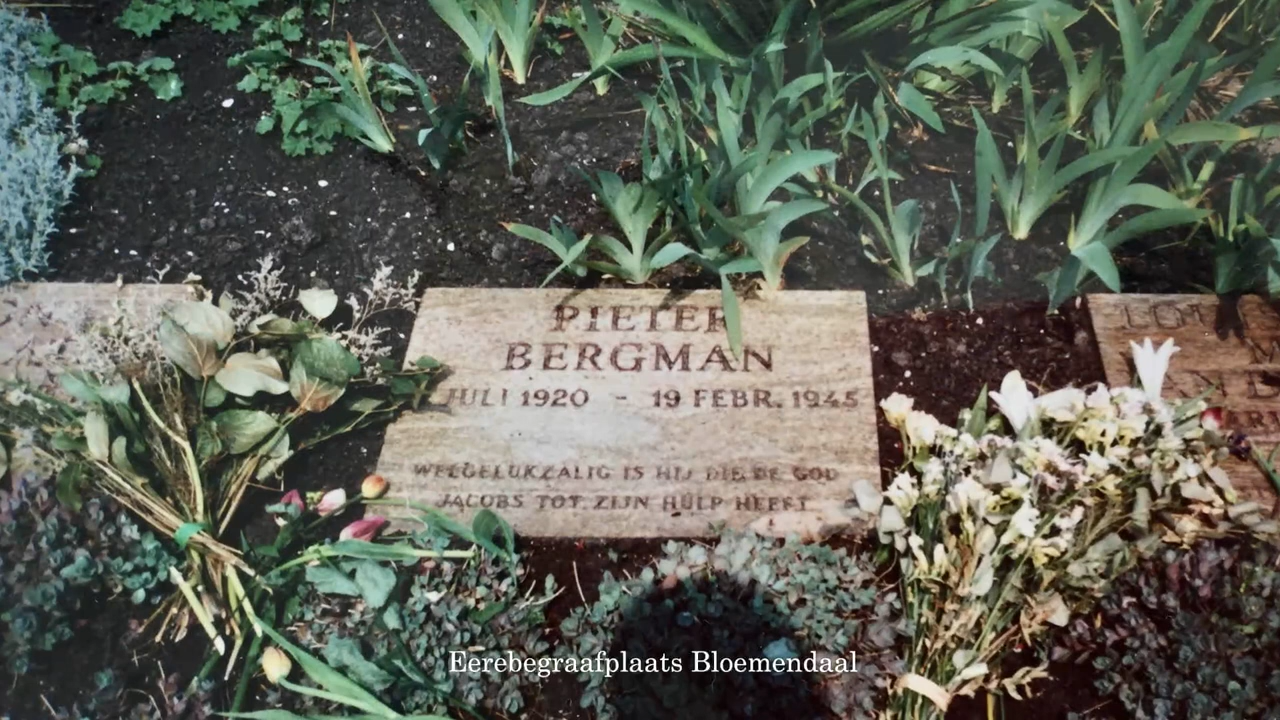 PIETER
BERGMAN
JULI 1920 - 19 FEBR. 1945
WELGELUKZALIG IS HIJ DIE DE GOD
JACOBS TOT ZIJN HULP HEEFT
Eerebegraafplaats Bloemendaal